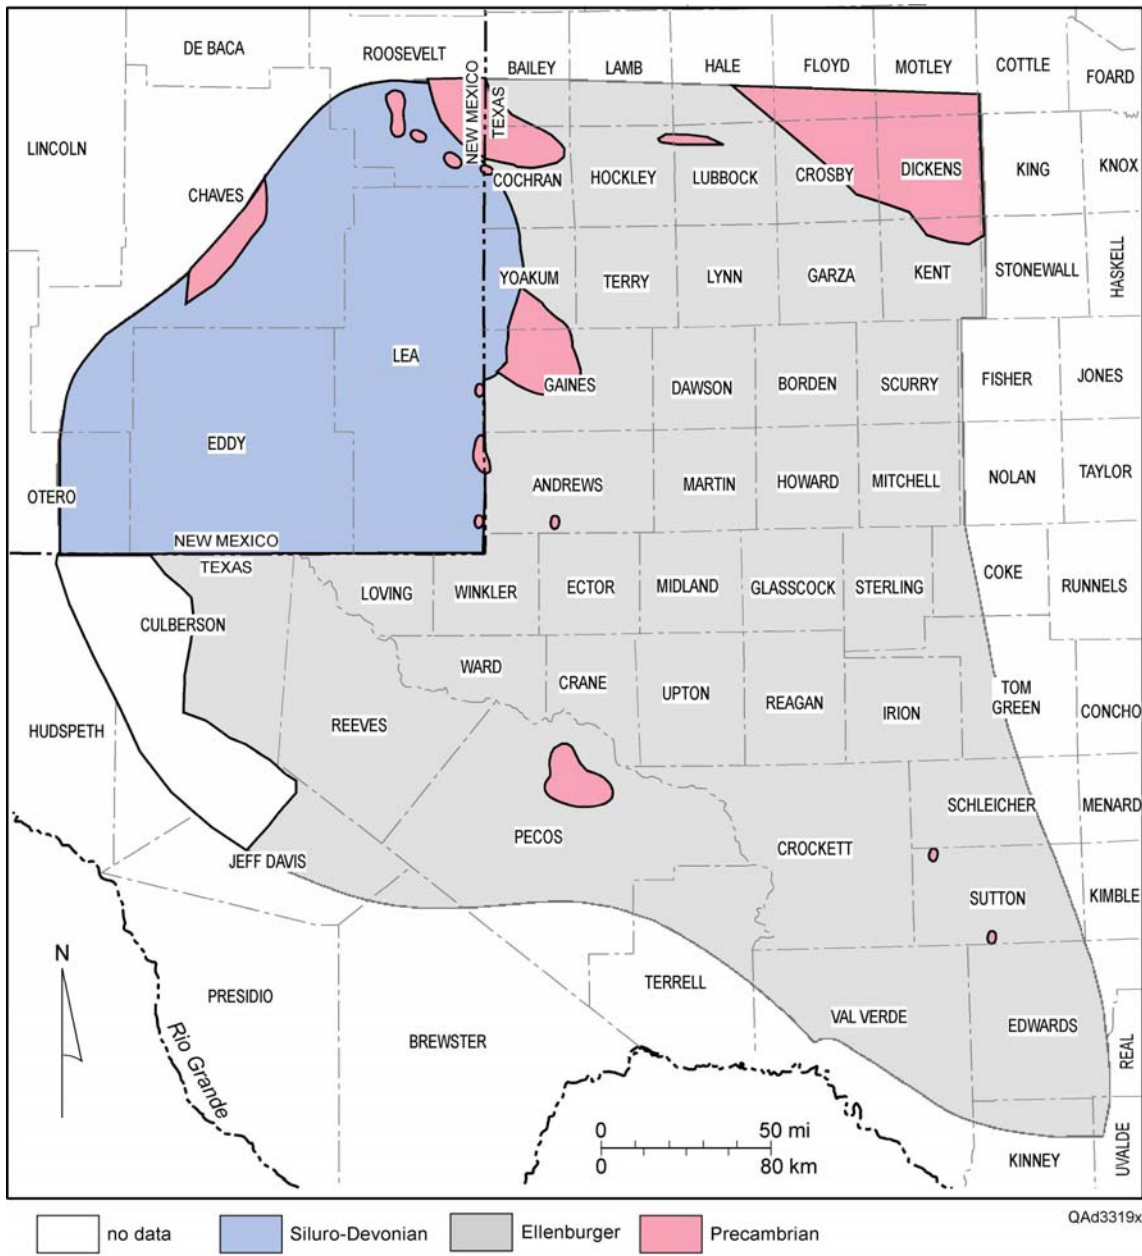 DE BACA
ROOSEVELT
BAILEY
LAMB
HALE
FLOYD
MOTLEY
COTTLE
FOARD
NEW MEXICO
TEXAS
LINCOLN
CHAVES
COCHRAN
HOCKLEY
LUBBOCK
CROSBY
DICKENS
KING
KNOX
YOAKUM
TERRY
LYNN
GARZA
KENT
STONEWALL
HASKELL
LEA
GAINES
DAWSON
BORDEN
SCURRY
FISHER
JONES
EDDY
OTERO
ANDREWS
MARTIN
HOWARD
MITCHELL
NOLAN
TAYLOR
NEW MEXICO
TEXAS
CULBERSON
LOVING
WINKLER
ECTOR
MIDLAND
GLASSCOCK
STERLING
COKE
RUNNELS
WARD
CRANE
UPTON
REAGAN
IRION
TOM
GREEN
CONCHO
HUDSPETH
REEVES
PECOS
CROCKETT
SCHLEICHER
MENARD
JEFF DAVIS
SUTTON
KIMBLE
N
PRESIDIO
Rio Grande
BREWSTER
TERRELL
VAL VERDE
EDWARDS
REAL
0 50 mi
0 80 km
KINNEY
UVALDE
QAd3319x
no data
Siluro-Devonian
Ellenburger
Precambrian